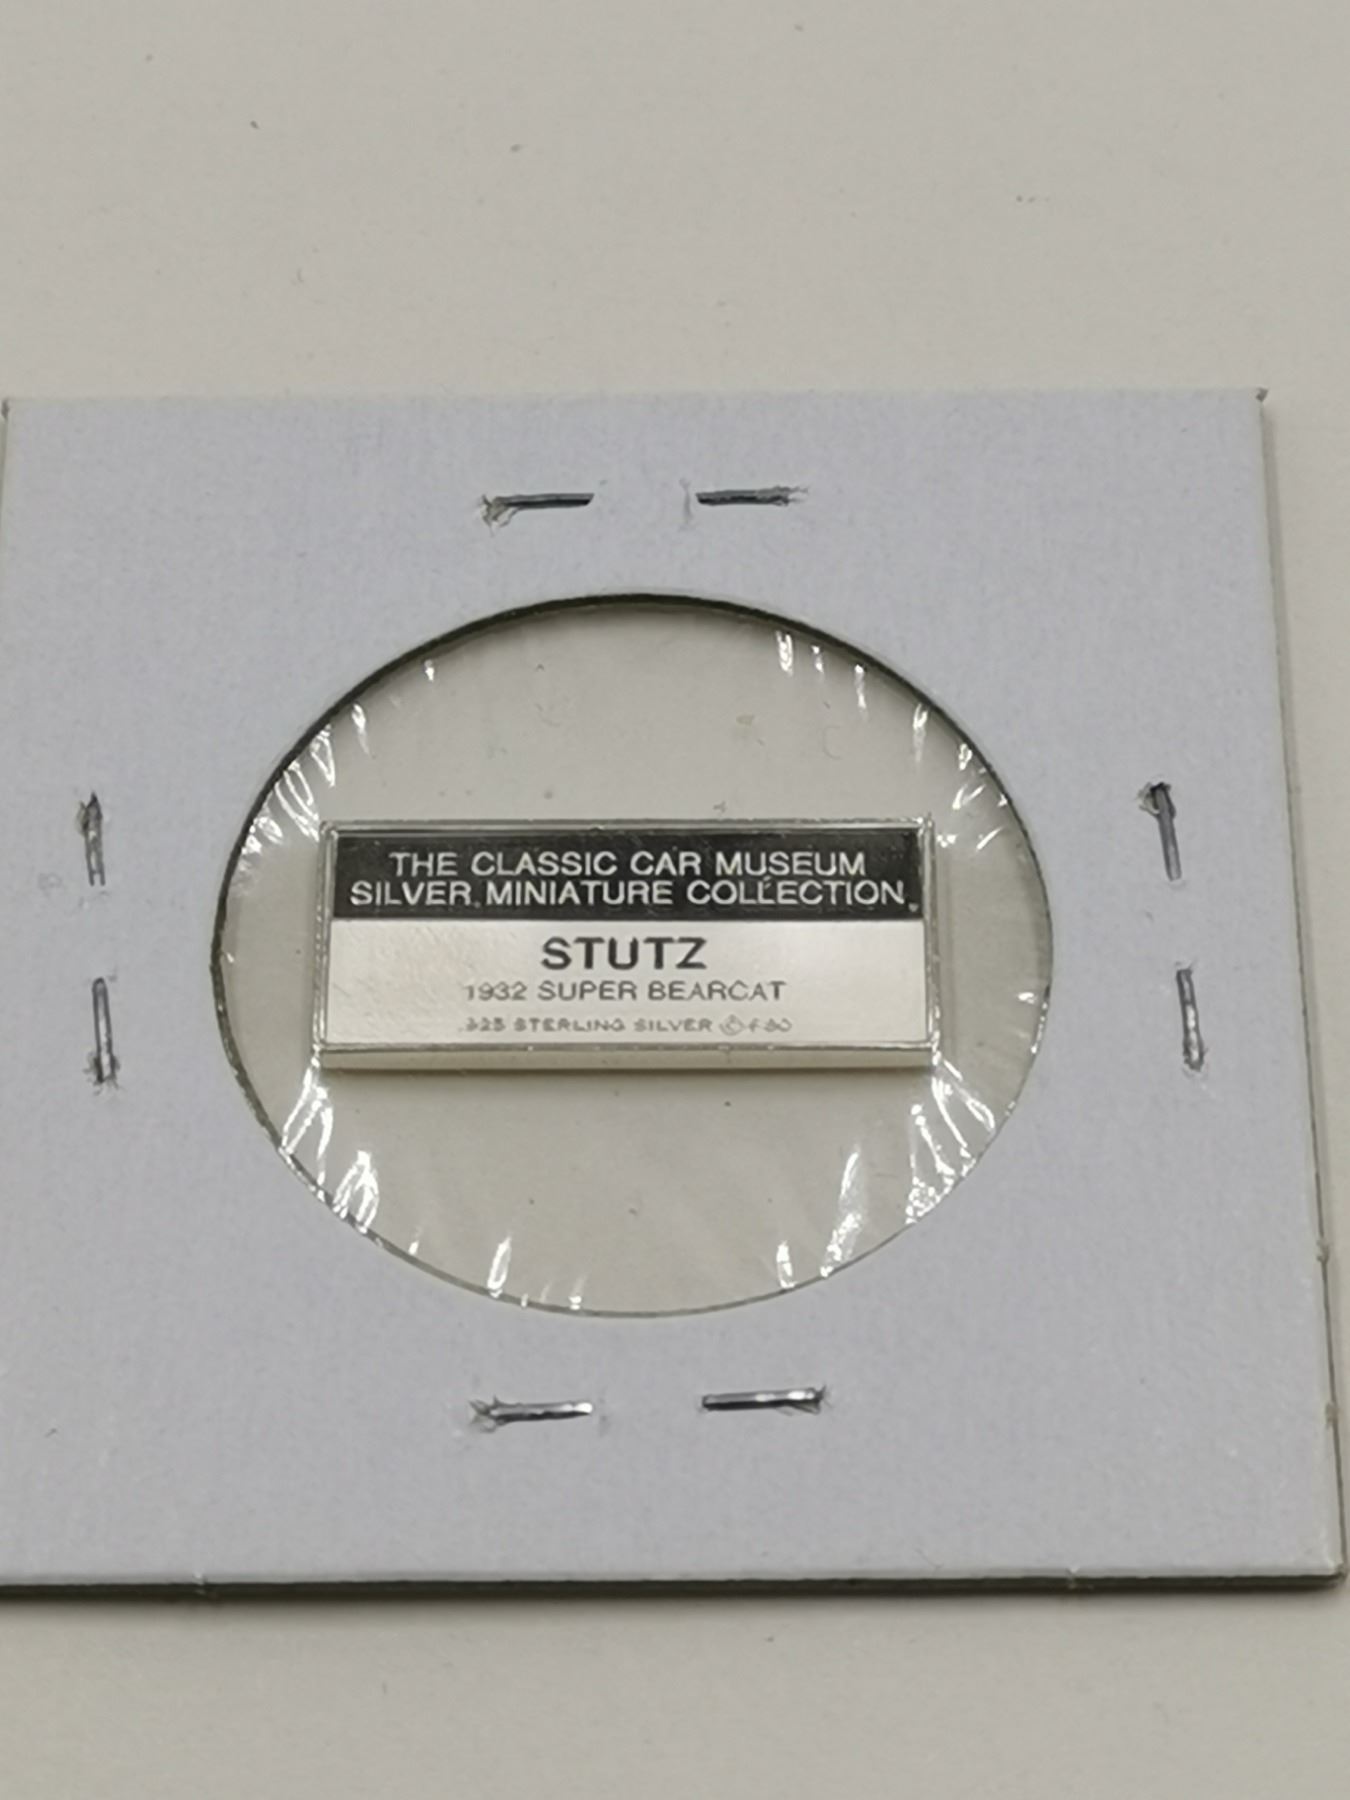 THE CLASSIC CAR MUSEUM
SILVER MINIATURE COLLECTION
STUTZ
1932 SUPER BEARCAT
.925 STERLING SILVER ©